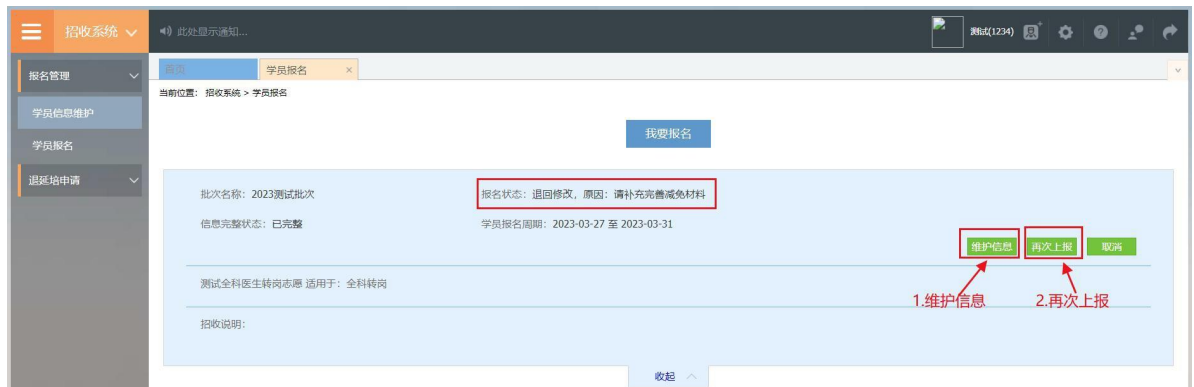 招收系统
此处显示通知...
测试(1234)
报名管理
首页
学员报名 ×
当前位置: 招收系统 > 学员报名
学员信息维护
我要报名
学员报名
退延培申请
批次名称: 2023测试批次
报名状态: 退回修改, 原因: 请补充完善减免材料
信息完整状态: 已完整
学员报名周期: 2023-03-27 至 2023-03-31
维护信息
再次上报
取消
测试全科医生转岗志愿 适用于: 全科转岗
1.维护信息
2.再次上报
招收说明:
收起